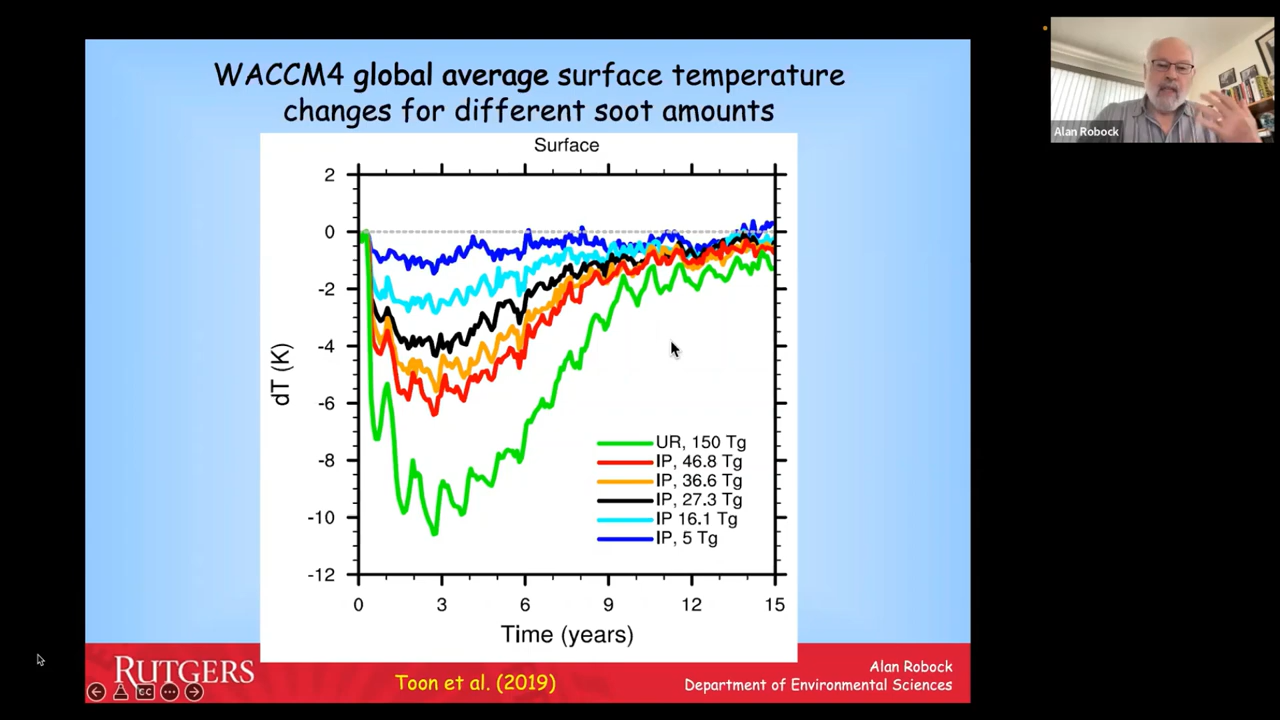 WACCM4 global average surface temperature
changes for different soot amounts
Surface
2
0
-2
-4
-6
-8
-10
-12
dT (K)
0 3 6 9 12 15
Time (years)
UR, 150 Tg
IP, 46.8 Tg
IP, 36.6 Tg
IP, 27.3 Tg
IP 16.1 Tg
IP, 5 Tg
RUTGERS
Toon et al. (2019)
Alan Robock
Department of Environmental Sciences
CC
Alan Robock